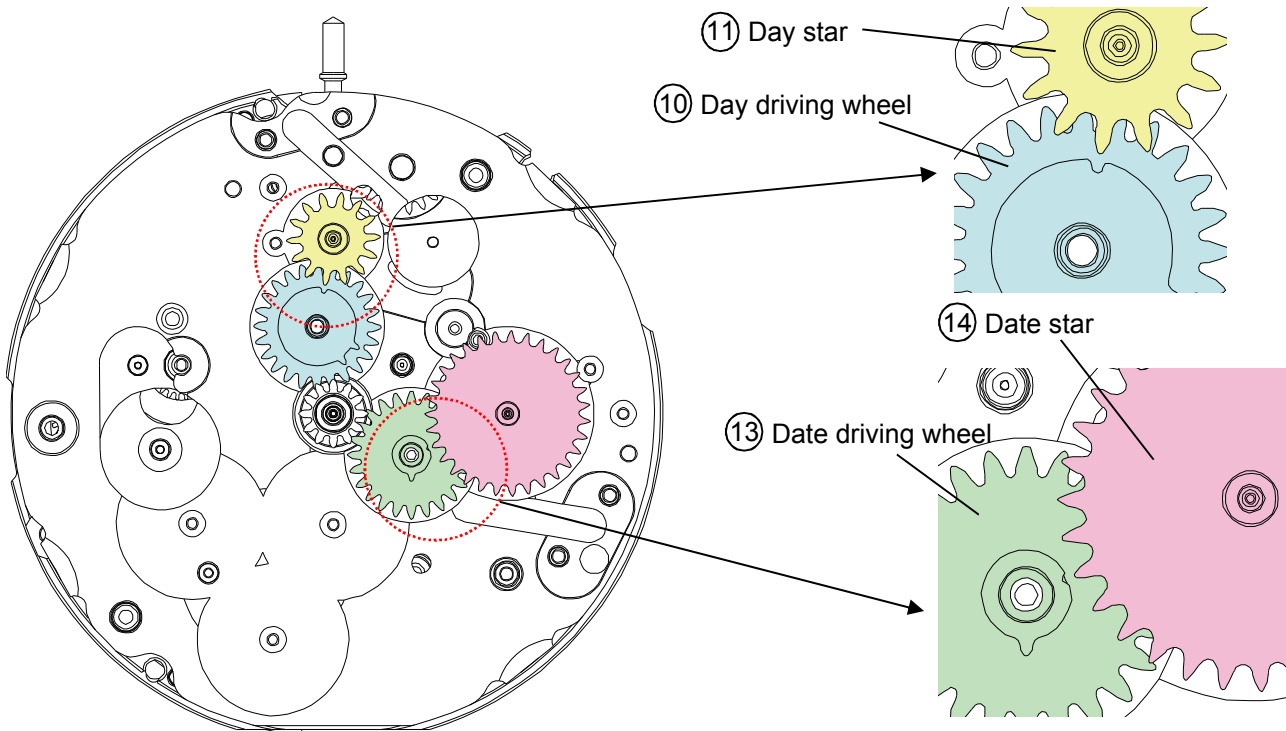 ⑪ Day star
⑩ Day driving wheel
⑭ Date star
⑬ Date driving wheel